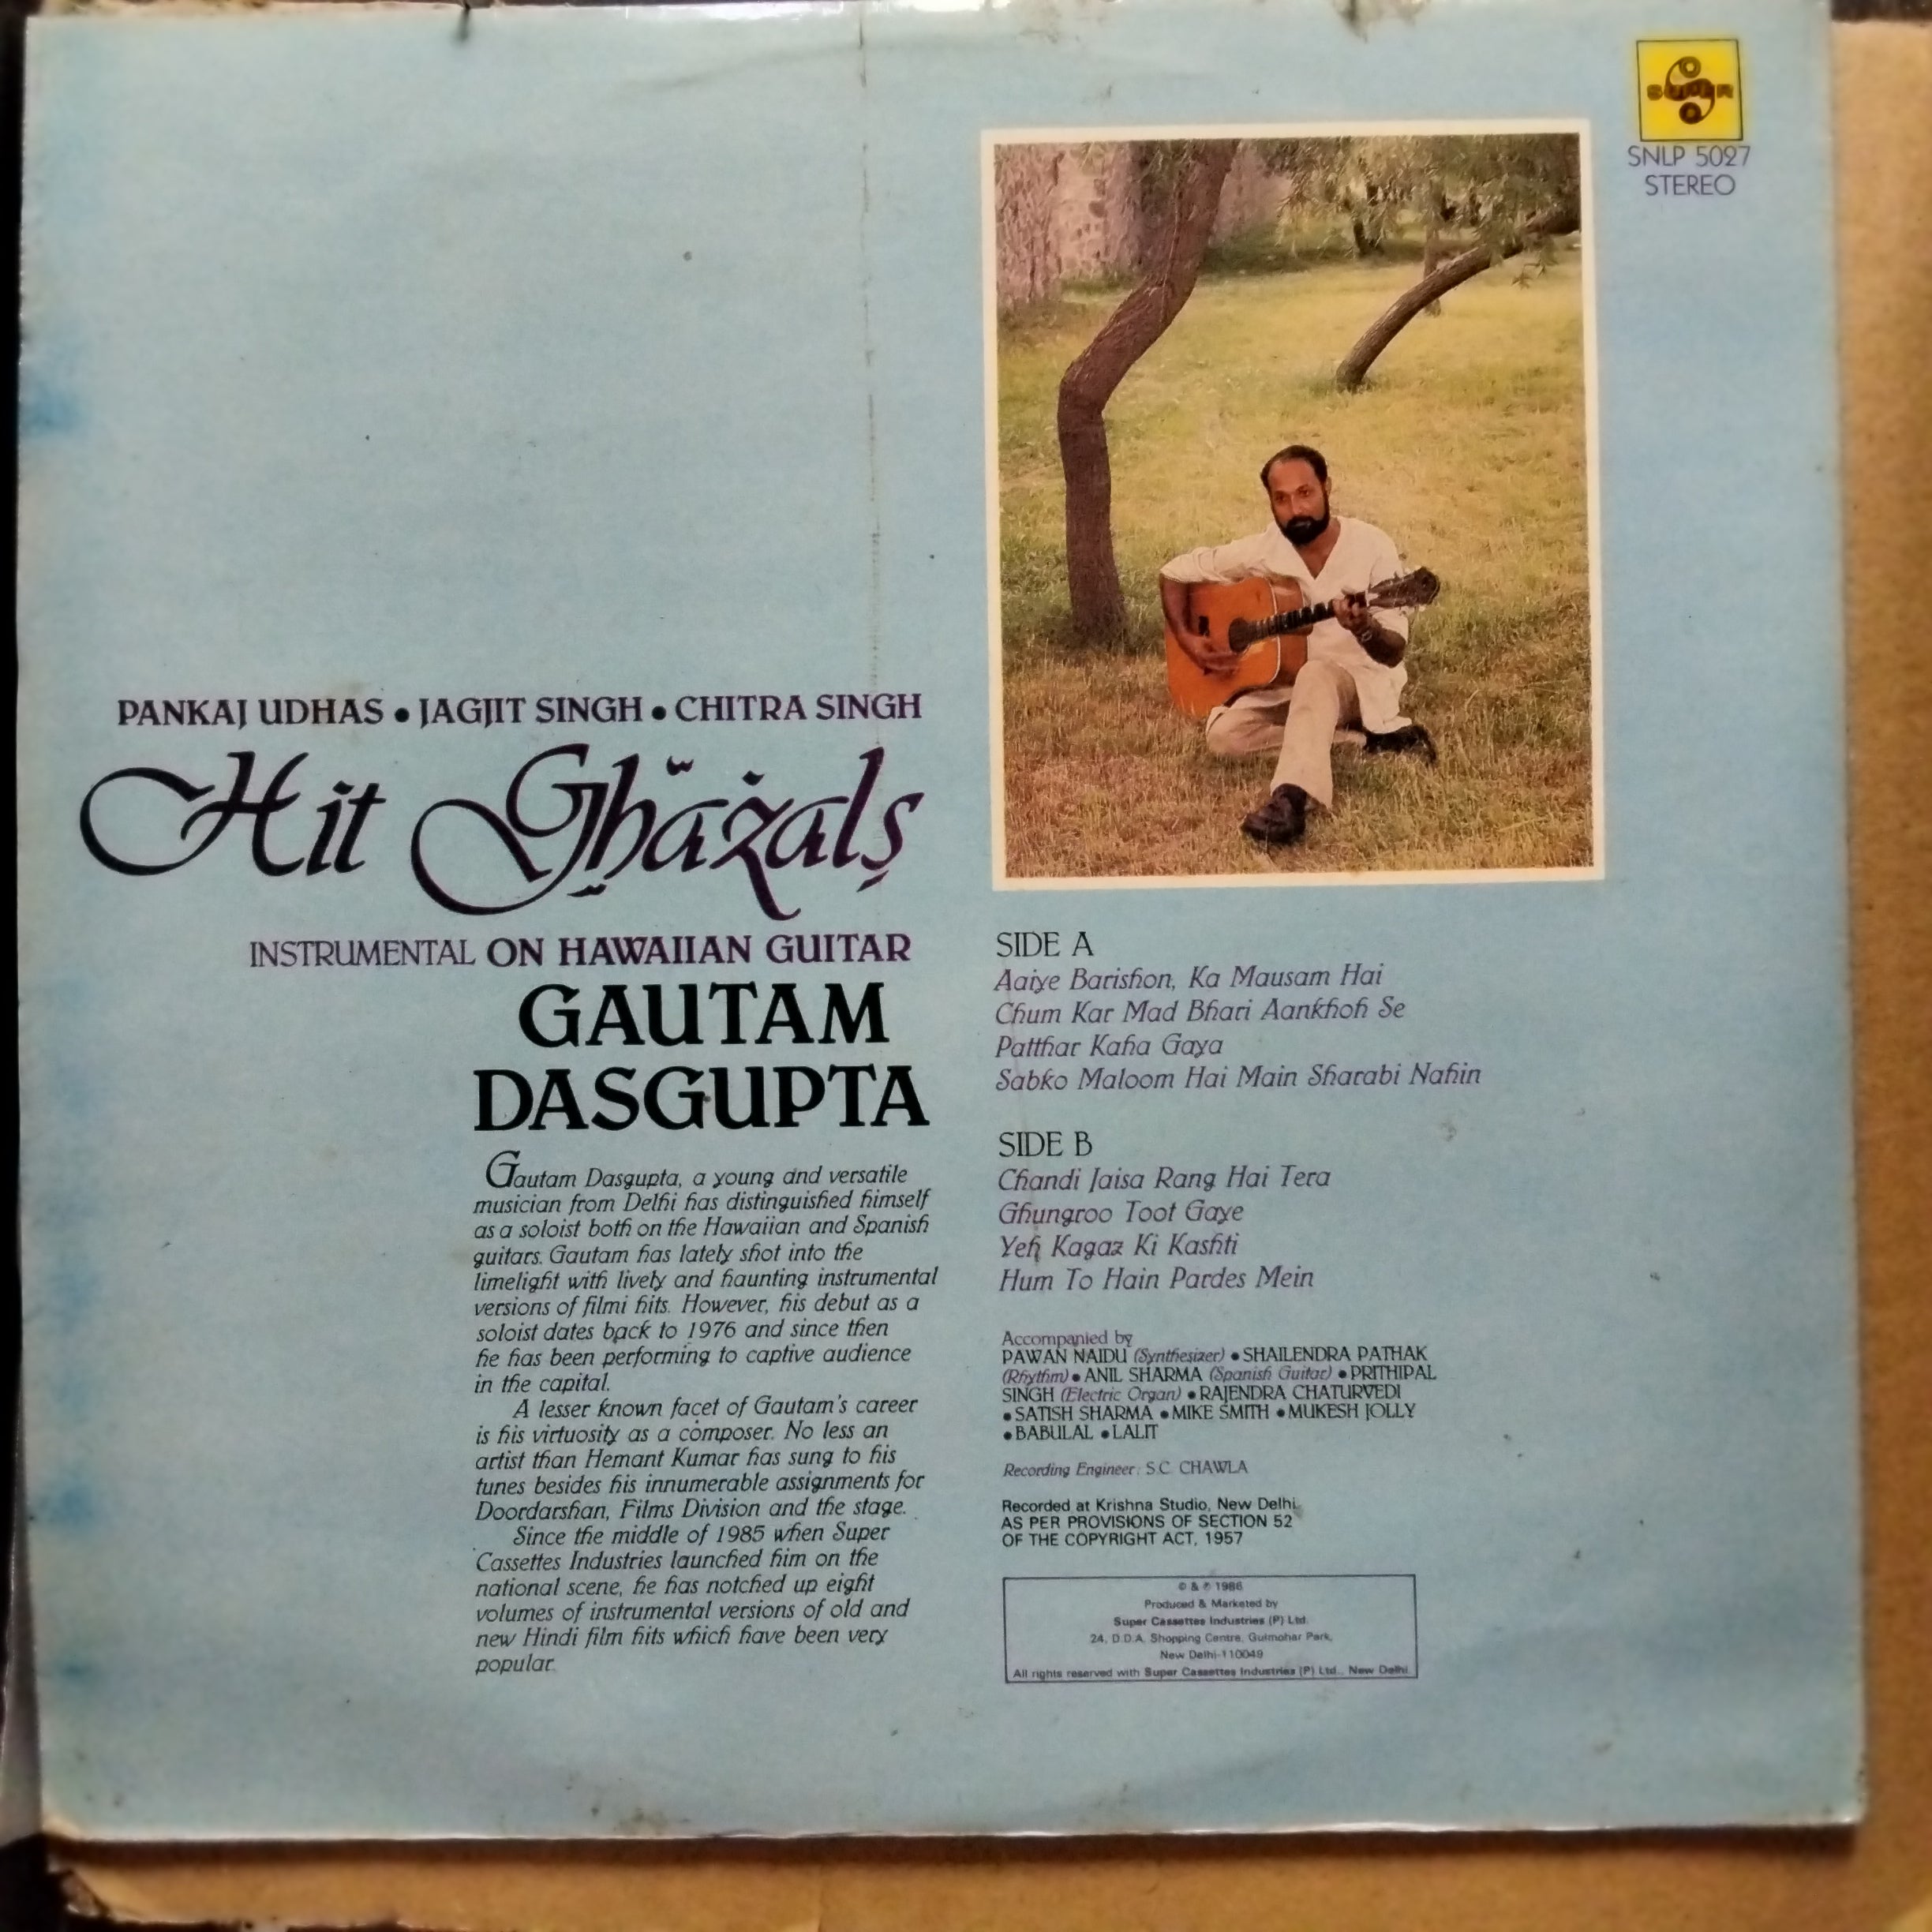 SUPER
SNLP 5027
STEREO
PANKAJ UDHAS • JAGJIT SINGH • CHITRA SINGH
Hit Ghazals
INSTRUMENTAL ON HAWAIIAN GUITAR
GAUTAM
DASGUPTA
Gautam Dasgupta, a young and versatile
musician from Delhi has distinguished himself
as a soloist both on the Hawaiian and Spanish
guitars. Gautam has lately shot into the
limelight with lively and haunting instrumental
versions of filmi hits. However, his debut as a
soloist dates back to 1976 and since then
he has been performing to captive audience
in the capital.
A lesser known facet of Gautam's career
is his virtuosity as a composer. No less an
artist than Hemant Kumar has sung to his
tunes besides his innumerable assignments for
Doordarshan, Films Division and the stage.
Since the middle of 1985 when Super
Cassettes Industries launched him on the
national scene, he has notched up eight
volumes of instrumental versions of old and
new Hindi film hits which have been very
popular.
SIDE A
Aaiye Barishon, Ka Mausam Hai
Chum Kar Mad Bhari Aankhoh Se
Patthar Kaha Gaya
Sabko Maloom Hai Main Sharabi Nahin
SIDE B
Chandi Jaisa Rang Hai Tera
Ghungroo Toot Gaye
Yeh Kagaz Ki Kashti
Hum To Hain Pardes Mein
Accompanied by
PAWAN NAIDU (Synthesizer) • SHAILENDRA PATHAK
(Rhythm) • ANIL SHARMA (Spanish Guitar) • PRITHIPAL
SINGH (Electric Organ) • RAJENDRA CHATURVEDI
• SATISH SHARMA • MIKE SMITH • MUKESH JOLLY
• BABULAL • LALIT
Recording Engineer: S.C. CHAWLA
Recorded at Krishna Studio, New Delhi.
AS PER PROVISIONS OF SECTION 52
OF THE COPYRIGHT ACT, 1957
© & ℗ 1986
Produced & Marketed by
Super Cassettes Industries (P) Ltd.
24, D.D.A. Shopping Centre, Gulmohar Park,
New Delhi-110049
All rights reserved with Super Cassettes Industries (P) Ltd., New Delhi.